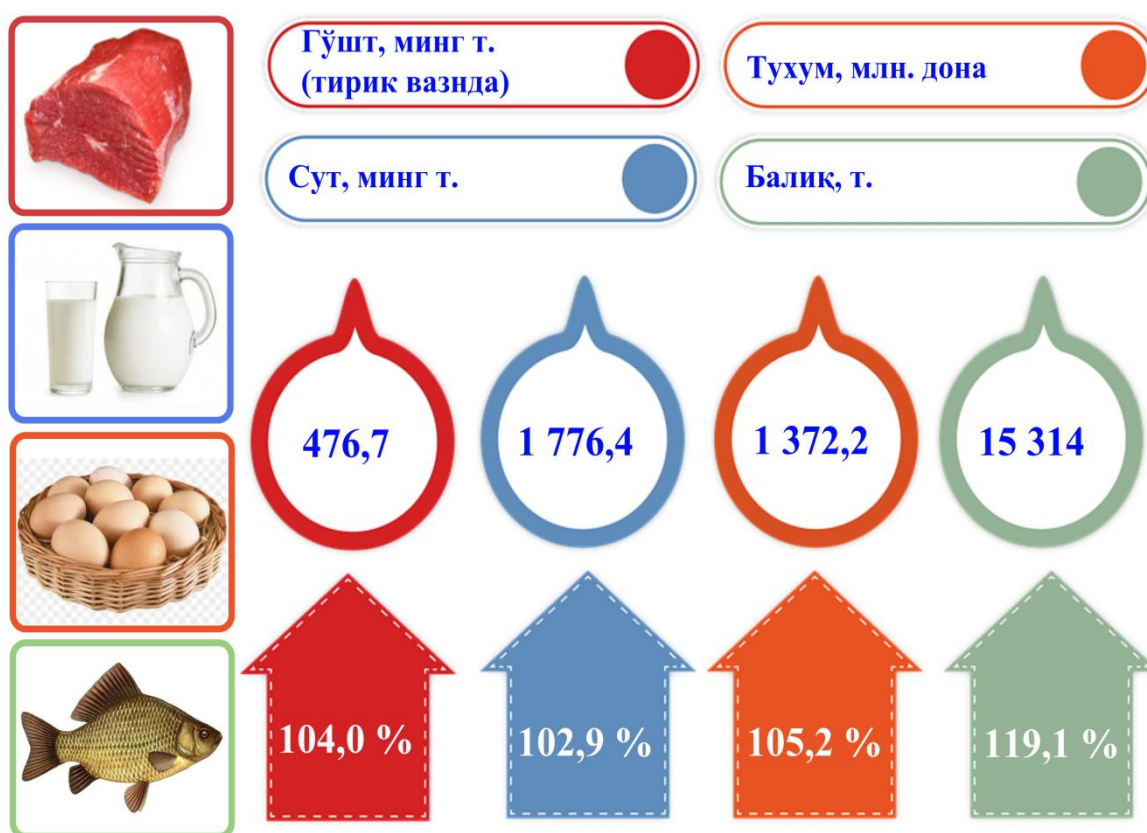 Гўшт, минг т.
(тирик вазнда)
Тухум, млн. дона
Сут, минг т.
Балиқ, т.
476,7
1 776,4
1 372,2
15 314
104,0 %
102,9 %
105,2 %
119,1 %